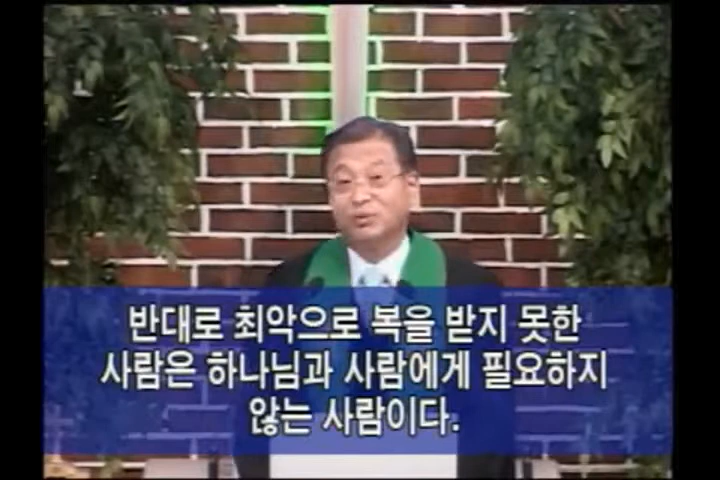 반대로 최악으로 복을 받지 못한
사람은 하나님과 사람에게 필요하지
않는 사람이다.